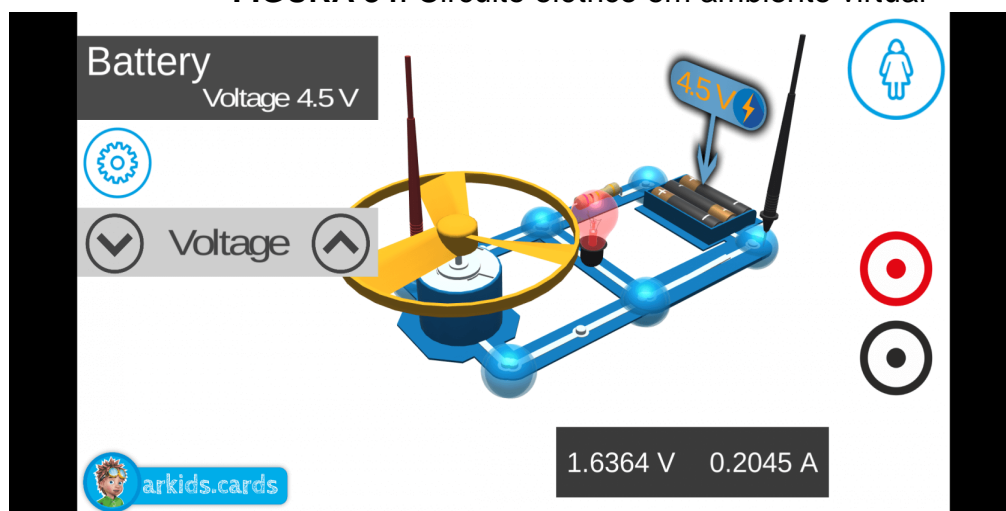 Battery
Voltage 4.5 V
4.5 V
Voltage
1.6364 V 0.2045 A
arkids.cards